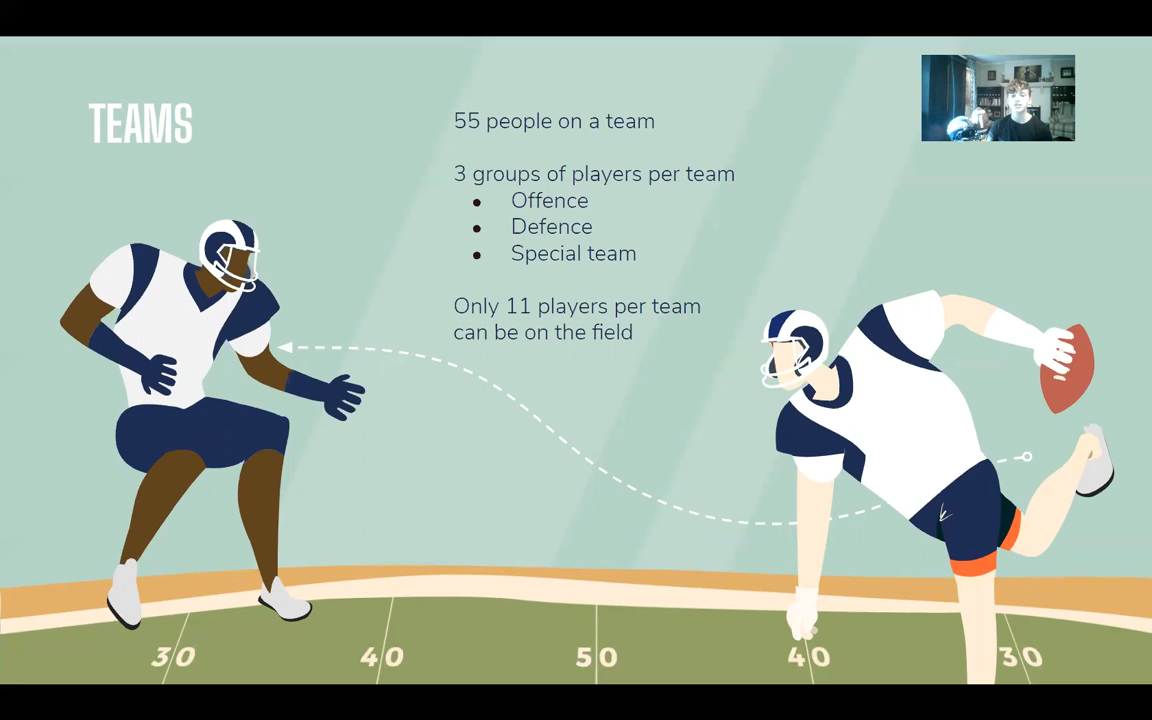 TEAMS
55 people on a team
3 groups of players per team
● Offence
● Defence
● Special team
Only 11 players per team
can be on the field
30
40
50
40
30